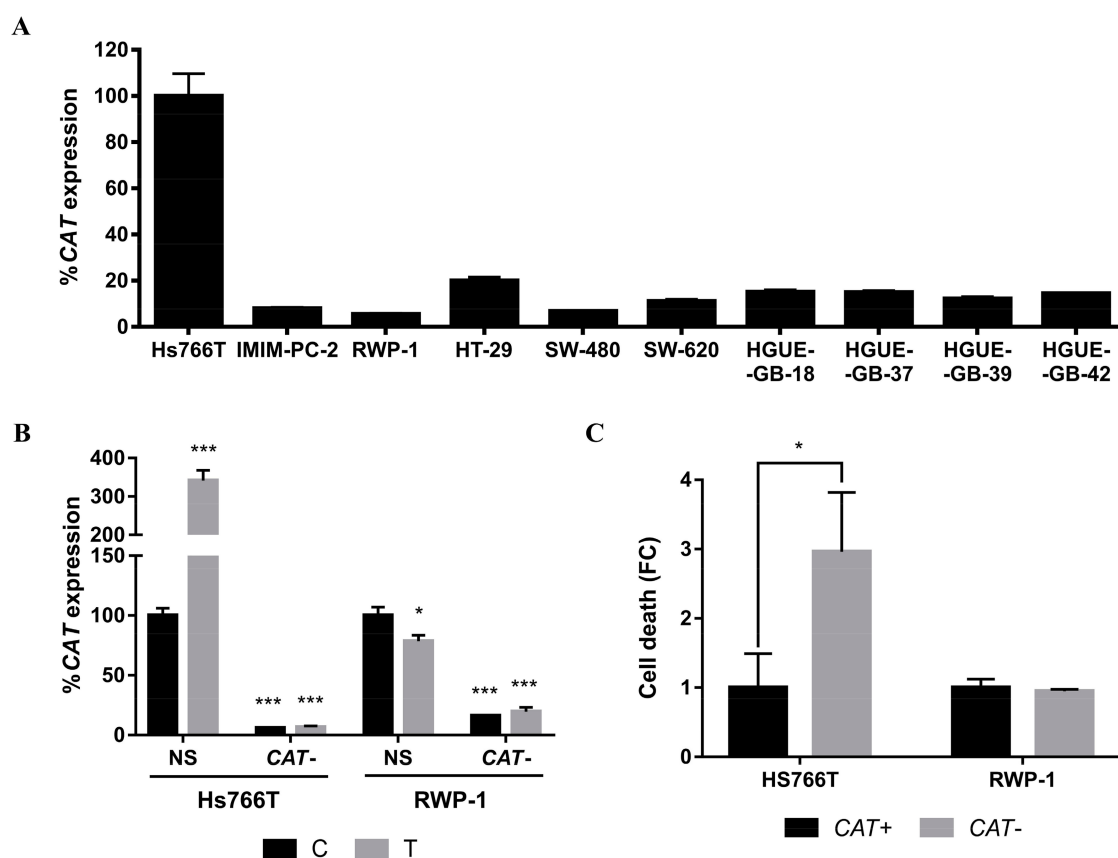 A
%CAT expression
120
100
80
60
40
20
0
Hs766T IMIM-PC-2 RWP-1 HT-29 SW-480 SW-620 HGUE- HGUE- HGUE- HGUE-
-GB-18 -GB-37 -GB-39 -GB-42
B
%CAT expression
400
300
200
150
100
50
0
***
*** ***
*
*** ***
NS CAT- NS CAT-
Hs766T RWP-1
C T
C
Cell death (FC)
4
3
2
1
0
*
HS766T RWP-1
CAT+ CAT-